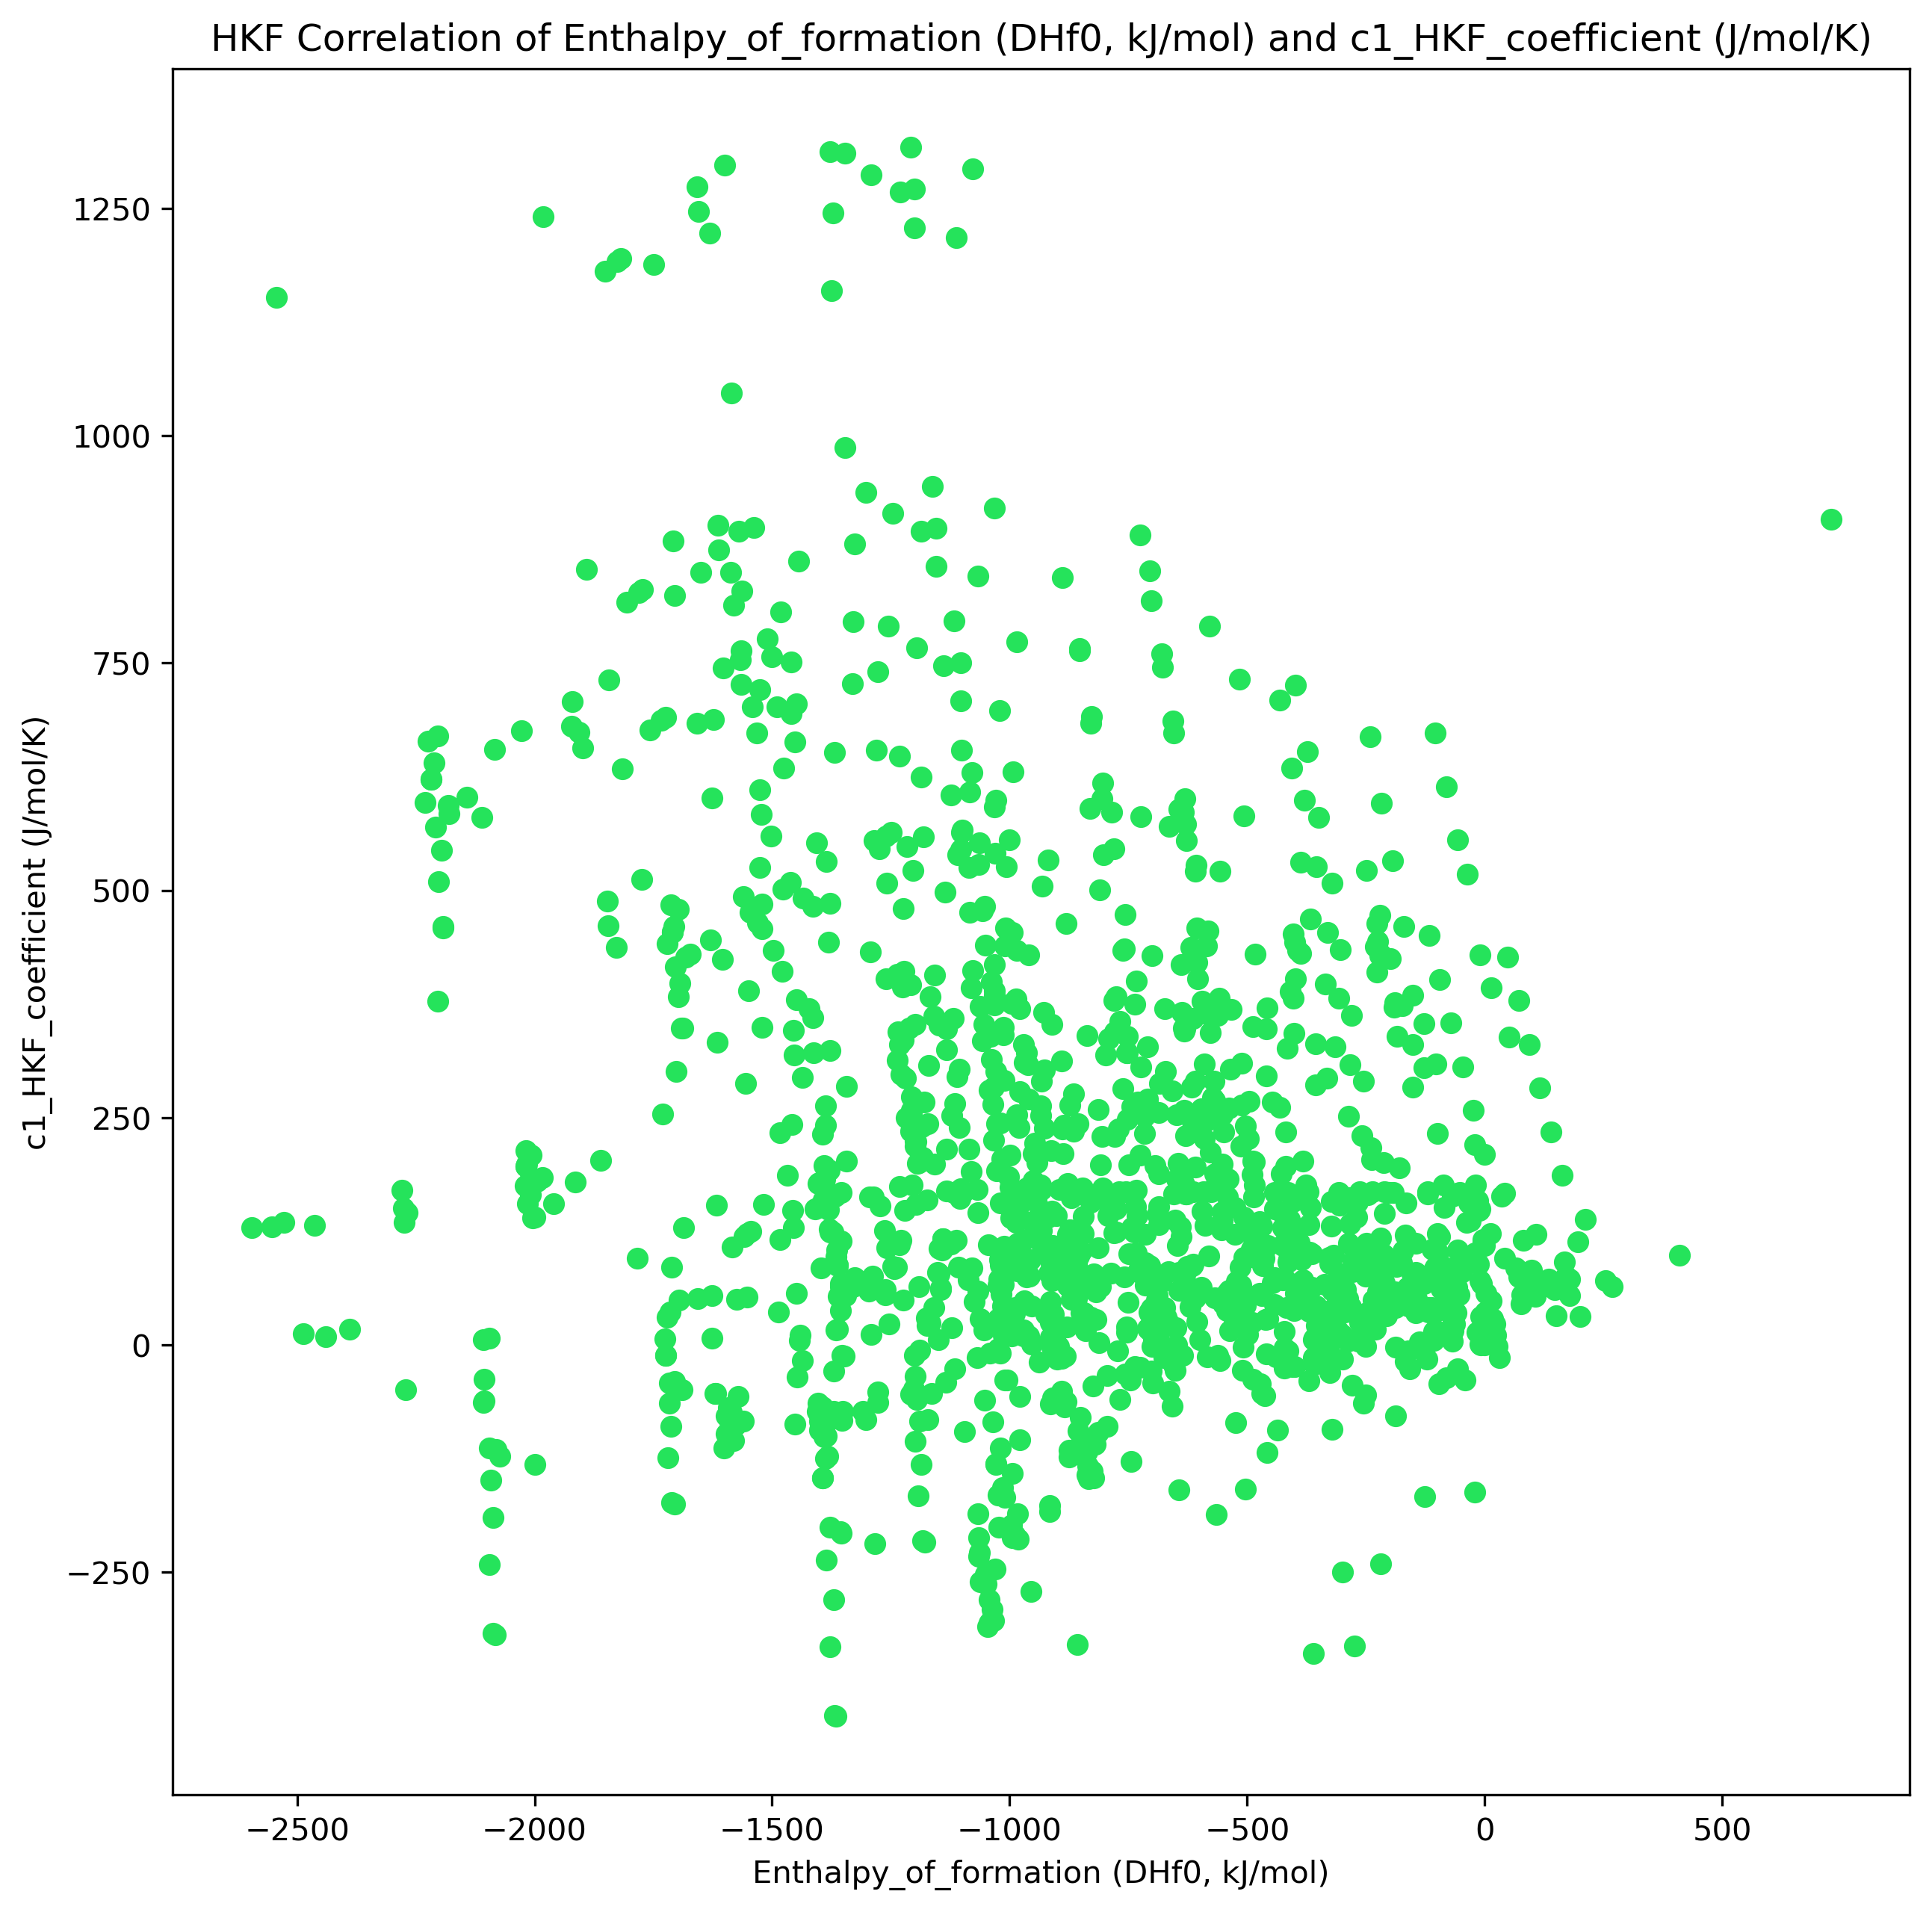 HKF Correlation of Enthalpy_of_formation (DHf0, kJ/mol) and c1_HKF_coefficient (J/mol/K)
c1_HKF_coefficient (J/mol/K)
1250
1000
750
500
250
0
−250
−2500 −2000 −1500 −1000 −500 0 500
Enthalpy_of_formation (DHf0, kJ/mol)